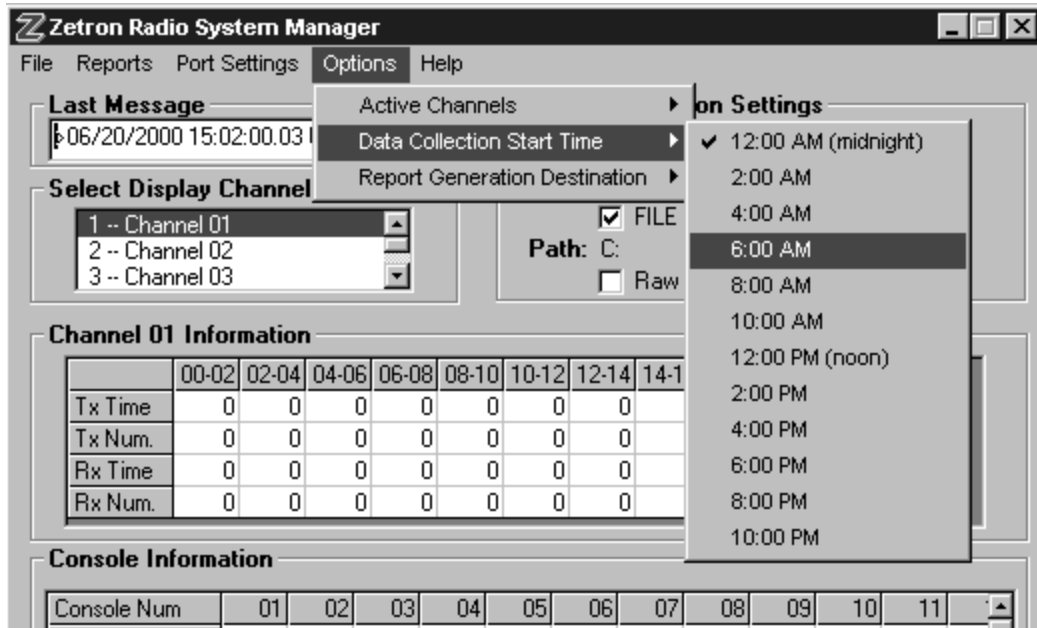 Zetron Radio System Manager
File Reports Port Settings Options Help
Last Message
06/20/2000 15:02:00.03
Active Channels
Data Collection Start Time
Report Generation Destination
on Settings
12:00 AM (midnight)
2:00 AM
4:00 AM
6:00 AM
8:00 AM
10:00 AM
12:00 PM (noon)
2:00 PM
4:00 PM
6:00 PM
8:00 PM
10:00 PM
Select Display Channel
1 -- Channel 01
2 -- Channel 02
3 -- Channel 03
FILE
Path: C:
Raw
Channel 01 Information
00-02 02-04 04-06 06-08 08-10 10-12 12-14 14-1
Tx Time 0 0 0 0 0 0 0
Tx Num. 0 0 0 0 0 0 0
Rx Time 0 0 0 0 0 0 0
Rx Num. 0 0 0 0 0 0 0
Console Information
Console Num 01 02 03 04 05 06 07 08 09 10 11